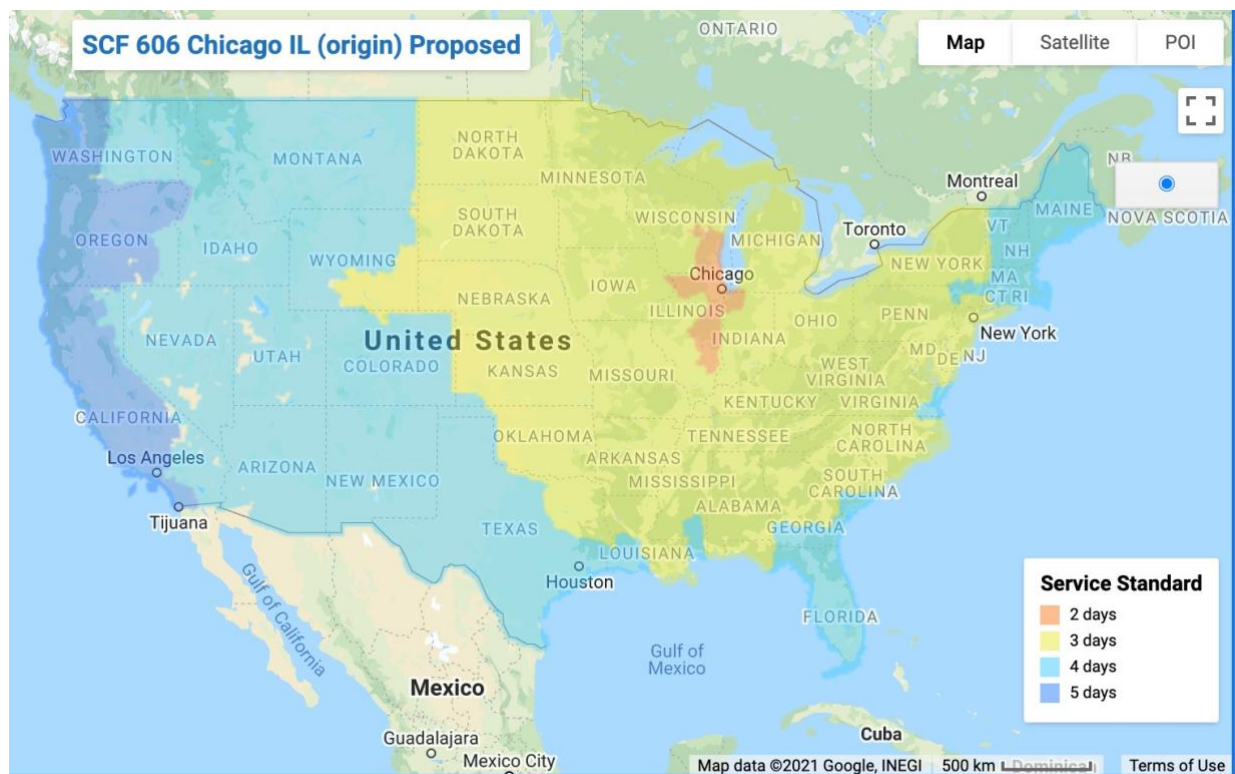 SCF 606 Chicago IL (origin) Proposed
Map
Satellite
POI
ONTARIO
WASHINGTON
MONTANA
NORTH
DAKOTA
MINNESOTA
Montreal
NB
MAINE
NOVA SCOTIA
OREGON
IDAHO
WYOMING
SOUTH
DAKOTA
WISCONSIN
MICHIGAN
Toronto
VT
NH
NEW YORK
MA
CT RI
Chicago
NEBRASKA
IOWA
ILLINOIS
INDIANA
OHIO
PENN
New York
NEVADA
UTAH
United States
COLORADO
KANSAS
MISSOURI
WEST
VIRGINIA
MD
DE
NJ
KENTUCKY
VIRGINIA
CALIFORNIA
Los Angeles
ARIZONA
NEW MEXICO
OKLAHOMA
ARKANSAS
TENNESSEE
NORTH
CAROLINA
MISSISSIPPI
SOUTH
CAROLINA
ALABAMA
GEORGIA
Tijuana
TEXAS
LOUISIANA
Houston
FLORIDA
Gulf of California
Gulf of
Mexico
Mexico
Guadalajara
Mexico City
Cuba
Service Standard
2 days
3 days
4 days
5 days
Map data ©2021 Google, INEGI
500 km
Dominican
Terms of Use